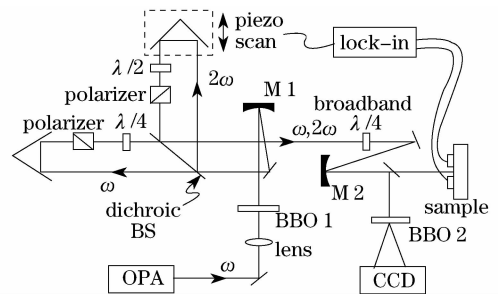 piezo
scan
lock-in
λ/2
polarizer
2ω
M 1
broadband
polarizer
λ/4
ω,2ω
λ/4
ω
M 2
dichroic
BS
BBO 1
sample
lens
BBO 2
OPA
ω
CCD